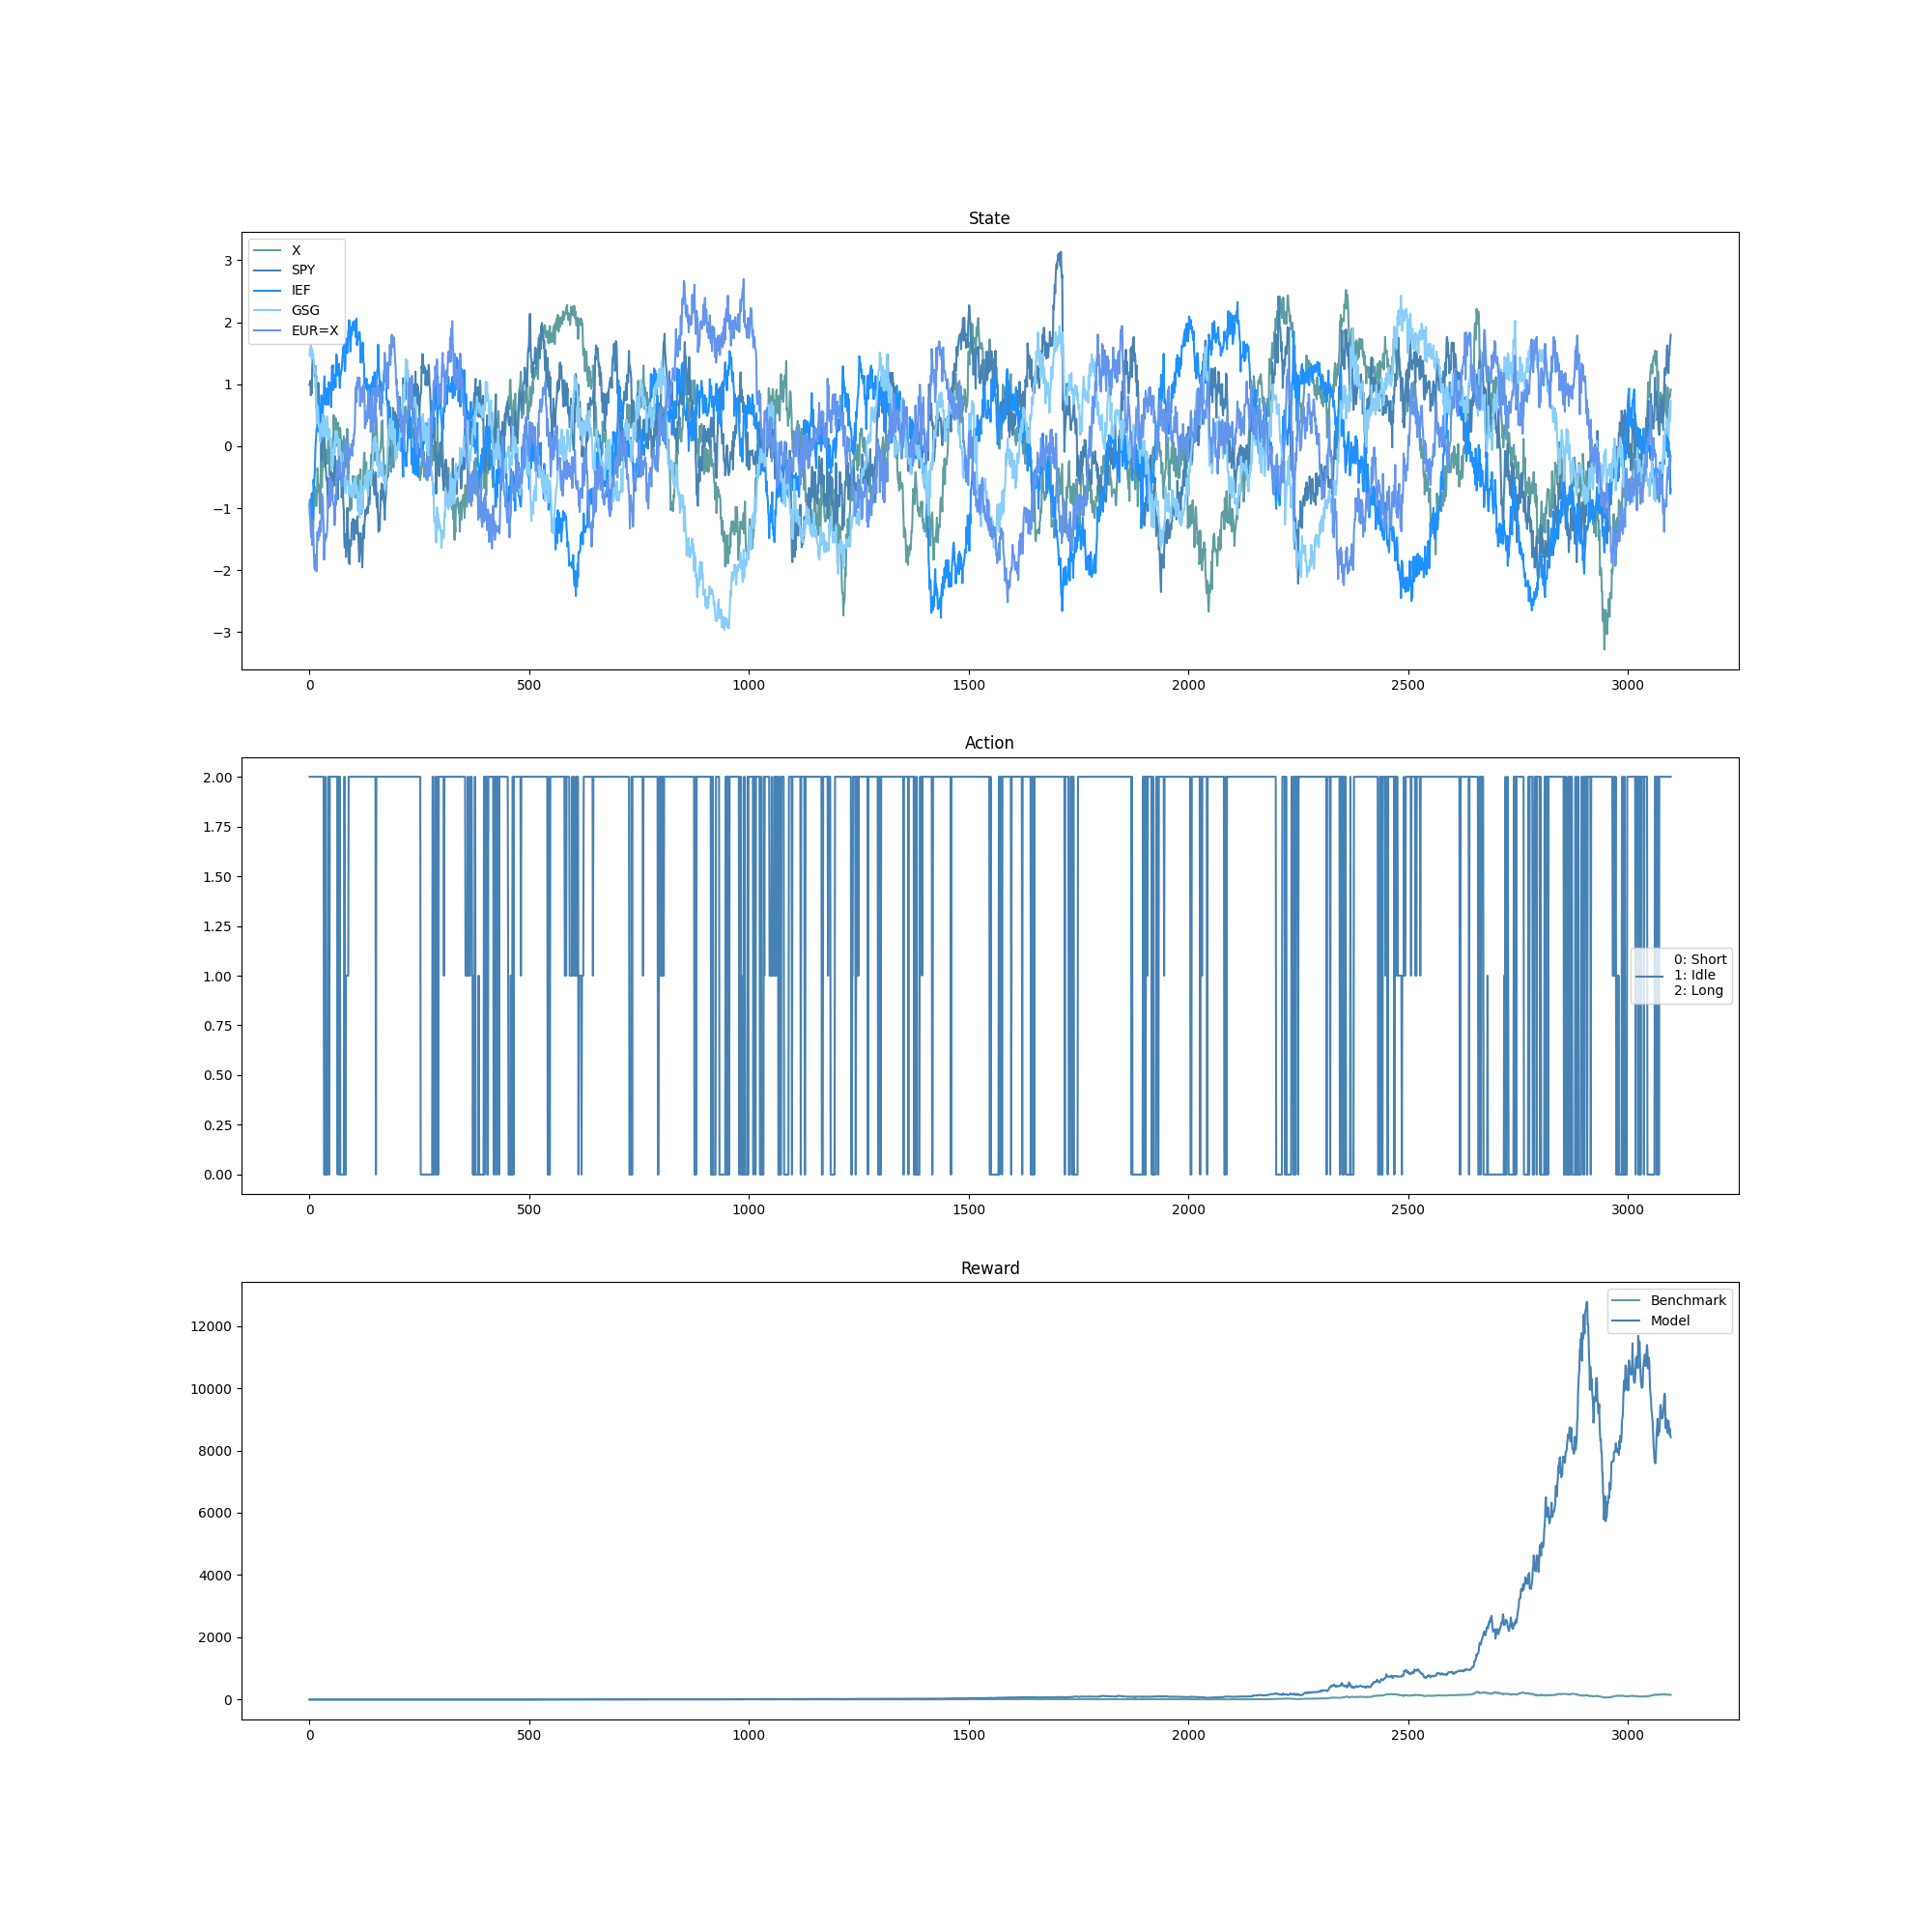 State
3
2
1
0
−1
−2
−3
X
SPY
IEF
GSG
EUR=X
0 500 1000 1500 2000 2500 3000
Action
2.00
1.75
1.50
1.25
1.00
0.75
0.50
0.25
0.00
0: Short
1: Idle
2: Long
0 500 1000 1500 2000 2500 3000
Reward
12000
10000
8000
6000
4000
2000
0
Benchmark
Model
0 500 1000 1500 2000 2500 3000